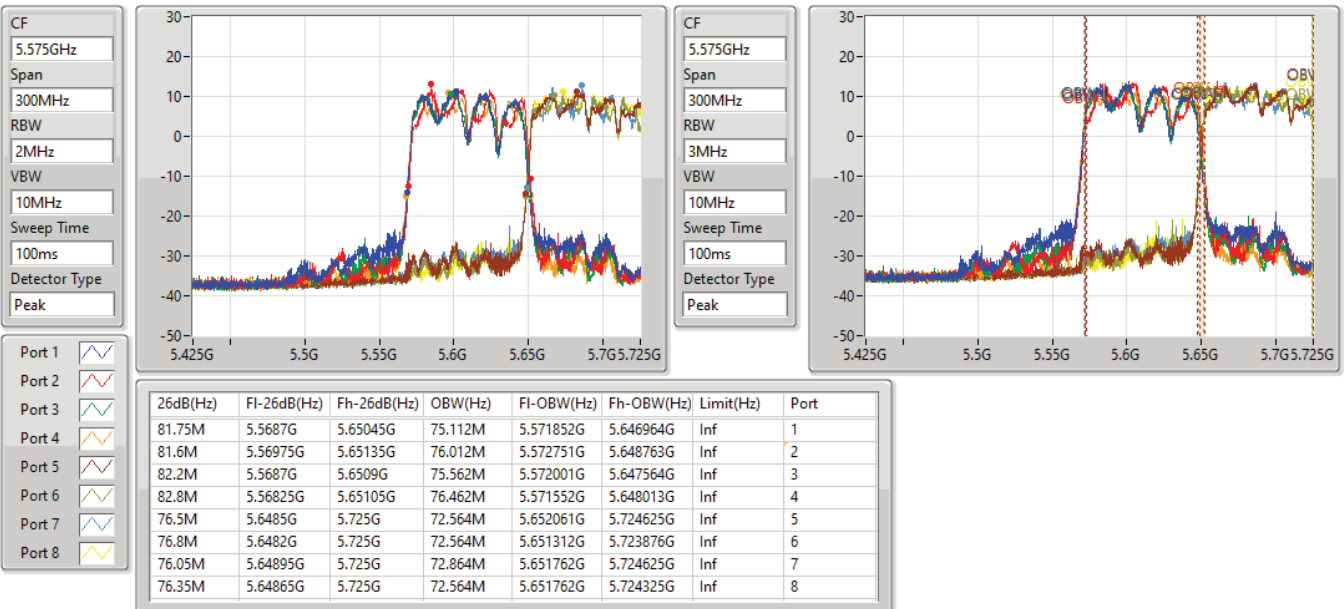 CF
5.575GHz
Span
300MHz
RBW
2MHz
VBW
10MHz
Sweep Time
100ms
Detector Type
Peak
30
20
10
0
-10
-20
-30
-40
-50
5.425G 5.5G 5.55G 5.6G 5.65G 5.7G 5.725G
CF
5.575GHz
Span
300MHz
RBW
3MHz
VBW
10MHz
Sweep Time
100ms
Detector Type
Peak
30
20
10
0
-10
-20
-30
-40
-50
5.425G 5.5G 5.55G 5.6G 5.65G 5.7G 5.725G
Port 1
Port 2
Port 3
Port 4
Port 5
Port 6
Port 7
Port 8
26dB(Hz) Fl-26dB(Hz) Fh-26dB(Hz) OBW(Hz) Fl-OBW(Hz) Fh-OBW(Hz) Limit(Hz) Port
81.75M 5.5687G 5.65045G 75.112M 5.571852G 5.646964G Inf 1
81.6M 5.56975G 5.65135G 76.012M 5.572751G 5.648763G Inf 2
82.2M 5.5687G 5.6509G 75.562M 5.572001G 5.647564G Inf 3
82.8M 5.56825G 5.65105G 76.462M 5.571552G 5.648013G Inf 4
76.5M 5.6485G 5.725G 72.564M 5.652061G 5.724625G Inf 5
76.8M 5.6482G 5.725G 72.564M 5.651312G 5.723876G Inf 6
76.05M 5.64895G 5.725G 72.864M 5.651762G 5.724625G Inf 7
76.35M 5.64865G 5.725G 72.564M 5.651762G 5.724325G Inf 8